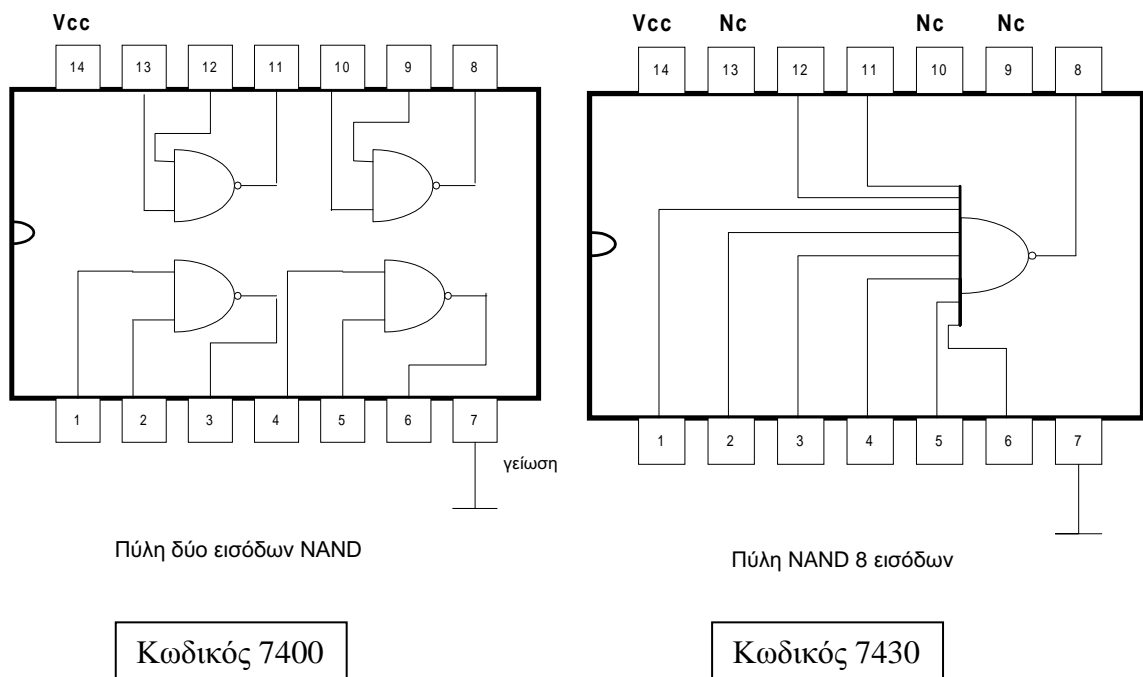 Vcc
14 13 12 11 10 9 8
1 2 3 4 5 6 7
γείωση
Πύλη δύο εισόδων NAND
Κωδικός 7400
Vcc Nc Nc Nc
14 13 12 11 10 9 8
1 2 3 4 5 6 7
Πύλη NAND 8 εισόδων
Κωδικός 7430